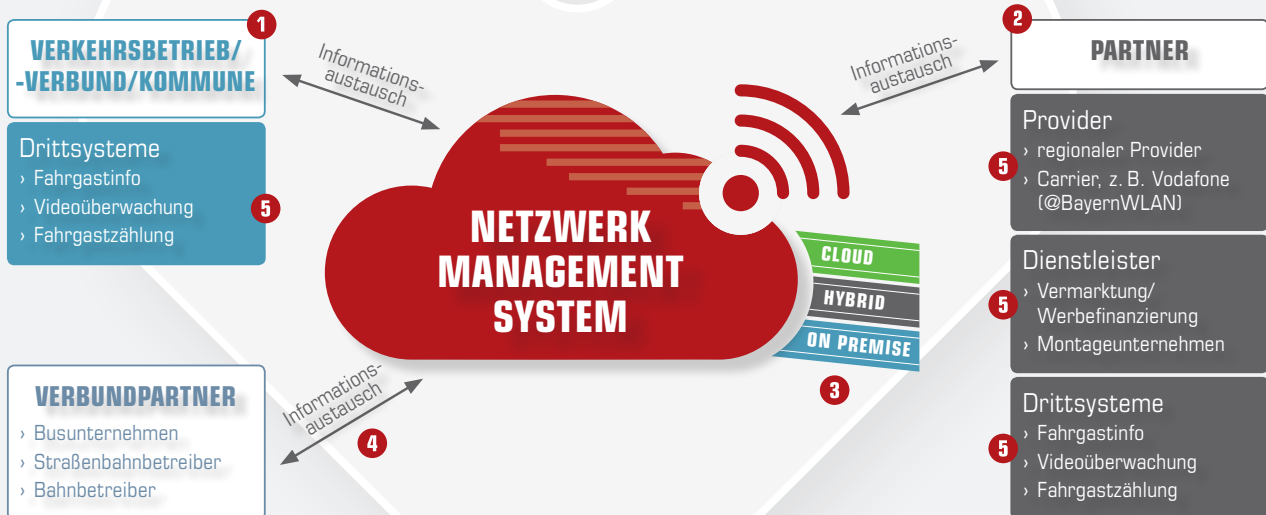 1
VERKEHRSBETRIEB/
-VERBUND/KOMMUNE
Drittsysteme
› Fahrgastinfo
› Videoüberwachung
› Fahrgastzählung
5
Informations-
austausch
VERBUNDPARTNER
› Busunternehmen
› Straßenbahnbetreiber
› Bahnbetreiber
Informations-
austausch
4
NETZWERK
MANAGEMENT
SYSTEM
CLOUD
HYBRID
ON PREMISE
3
Informations-
austausch
2
PARTNER
Provider
5
› regionaler Provider
› Carrier, z. B. Vodafone
(@BayernWLAN)
Dienstleister
5
› Vermarktung/
Werbefinanzierung
› Montageunternehmen
Drittsysteme
5
› Fahrgastinfo
› Videoüberwachung
› Fahrgastzählung